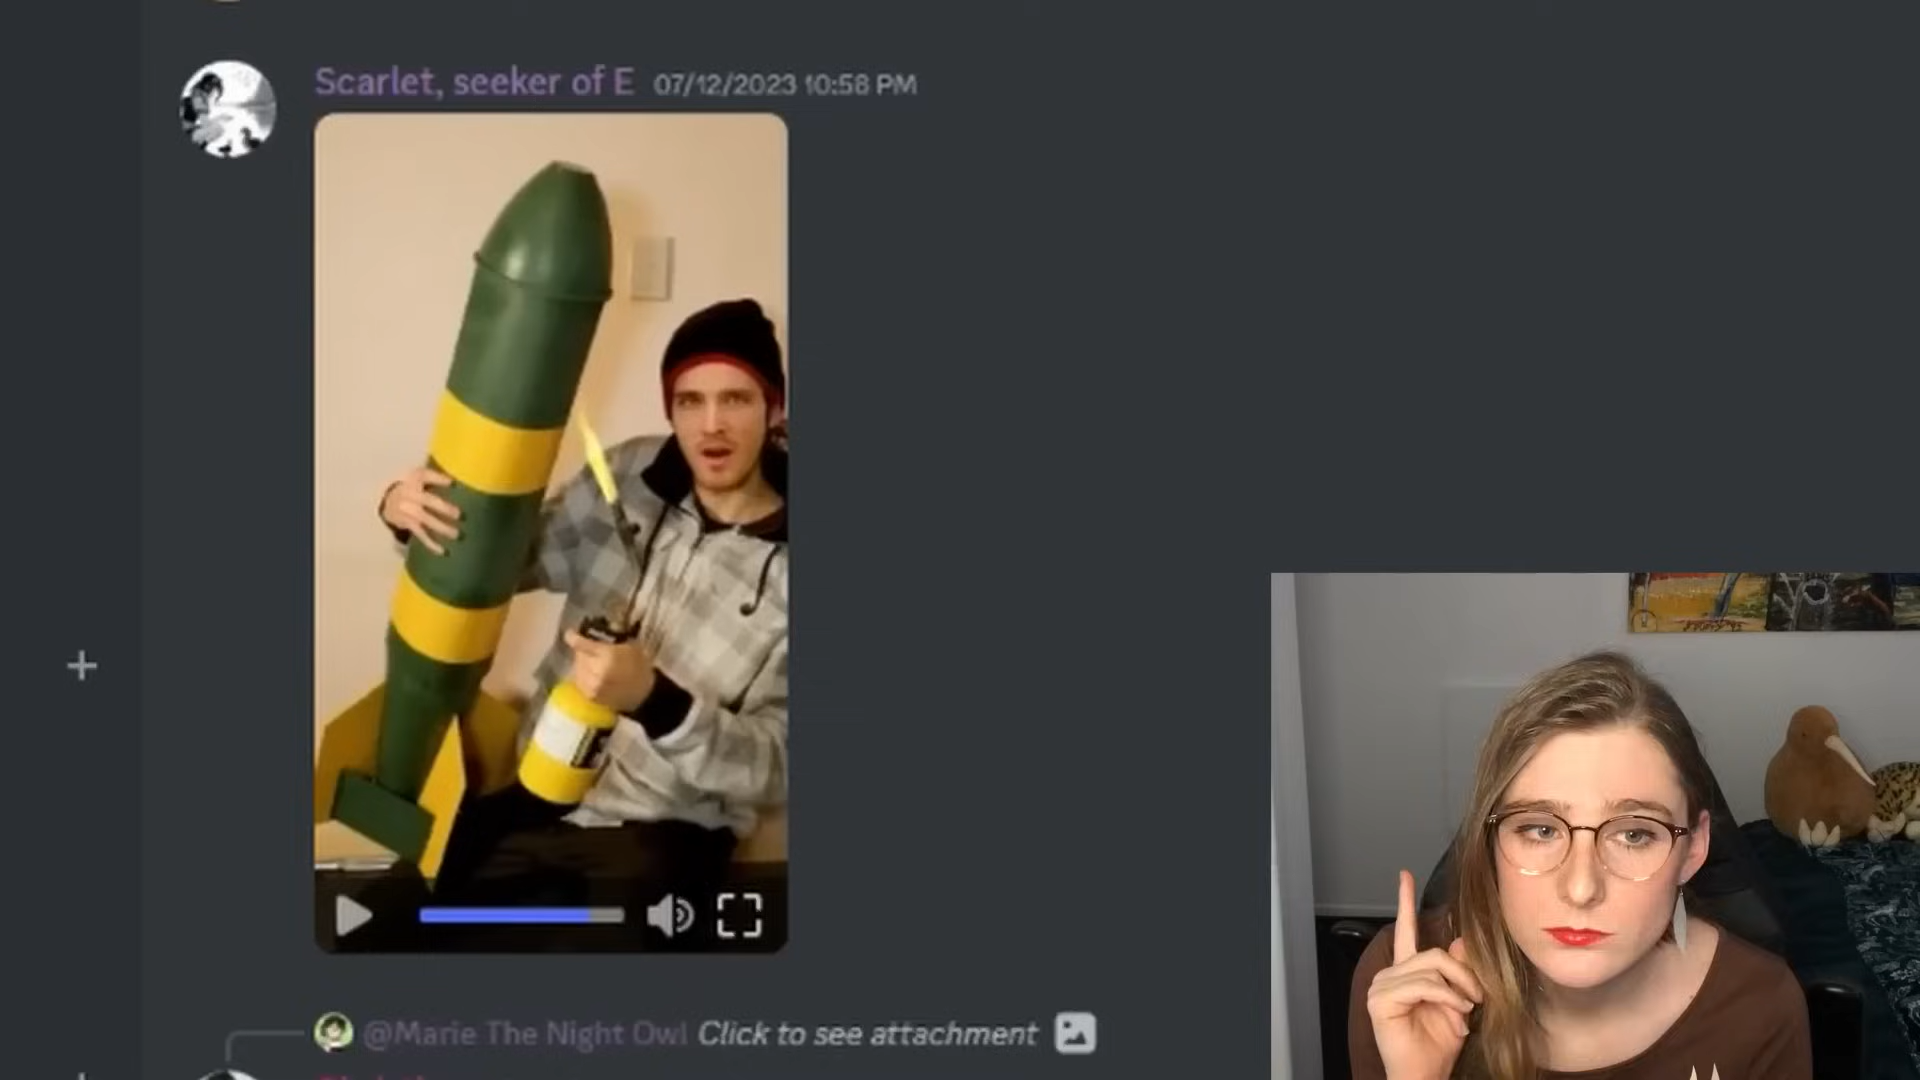 Scarlet, seeker of E 07/12/2023 10:58 PM
@Marie The Night Owl Click to see attachment